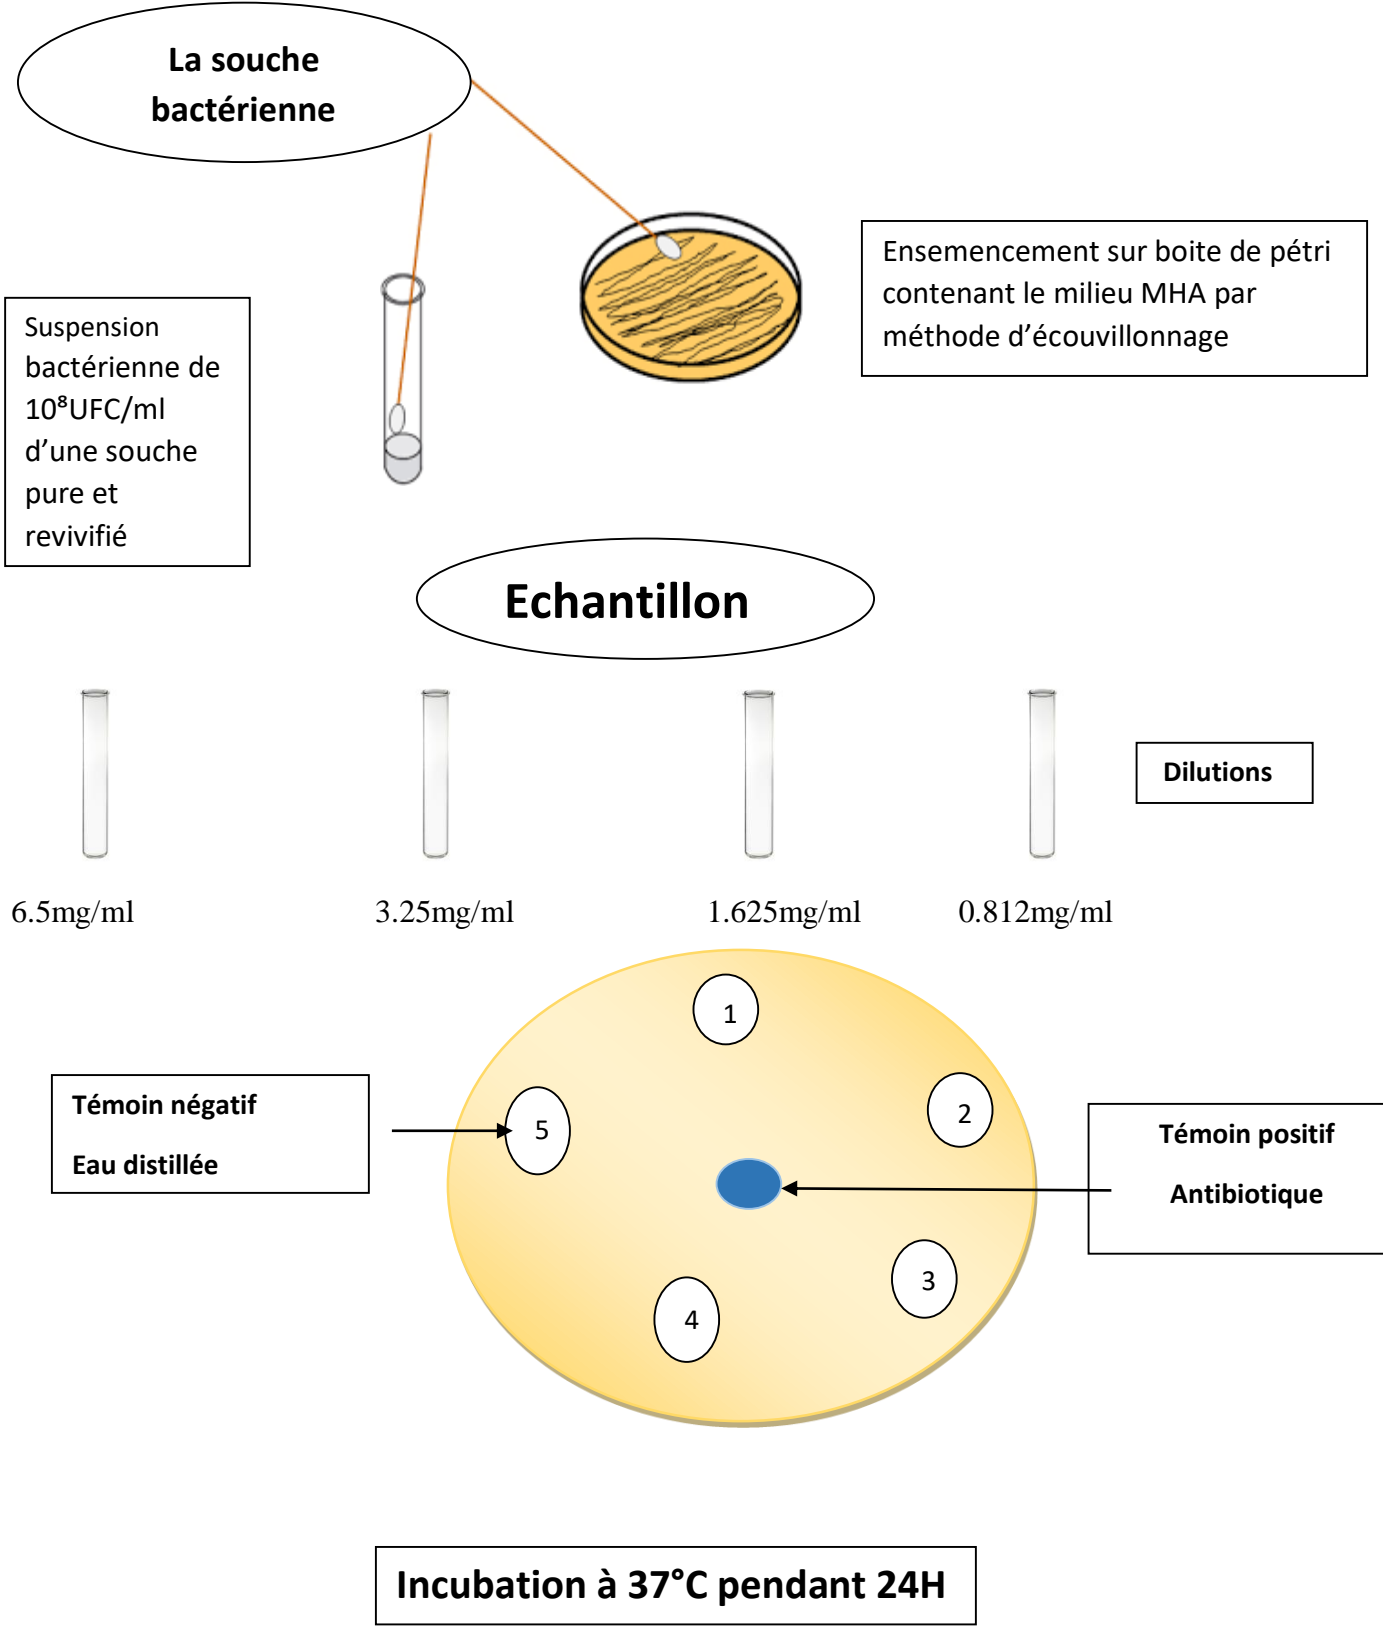 La souche
bactérienne
Ensemencement sur boite de pétri
contenant le milieu MHA par
méthode d’écouvillonnage
Suspension
bactérienne de
10⁸UFC/ml
d’une souche
pure et
revivifié
Echantillon
Dilutions
6.5mg/ml
3.25mg/ml
1.625mg/ml
0.812mg/ml
1
2
3
4
5
Témoin négatif
Eau distillée
Témoin positif
Antibiotique
Incubation à 37°C pendant 24H